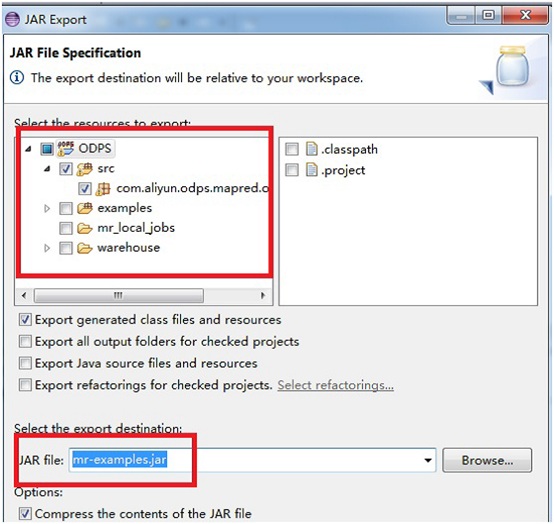 JAR Export
JAR File Specification
The export destination will be relative to your workspace.
Select the resources to export:
ODPS
src
com.aliyun.odps.mapred.o
examples
mr_local_jobs
warehouse
.classpath
.project
Export generated class files and resources
Export all output folders for checked projects
Export Java source files and resources
Export refactorings for checked projects. Select refactorings...
Select the export destination:
JAR file: mr-examples.jar Browse...
Options:
Compress the contents of the JAR file